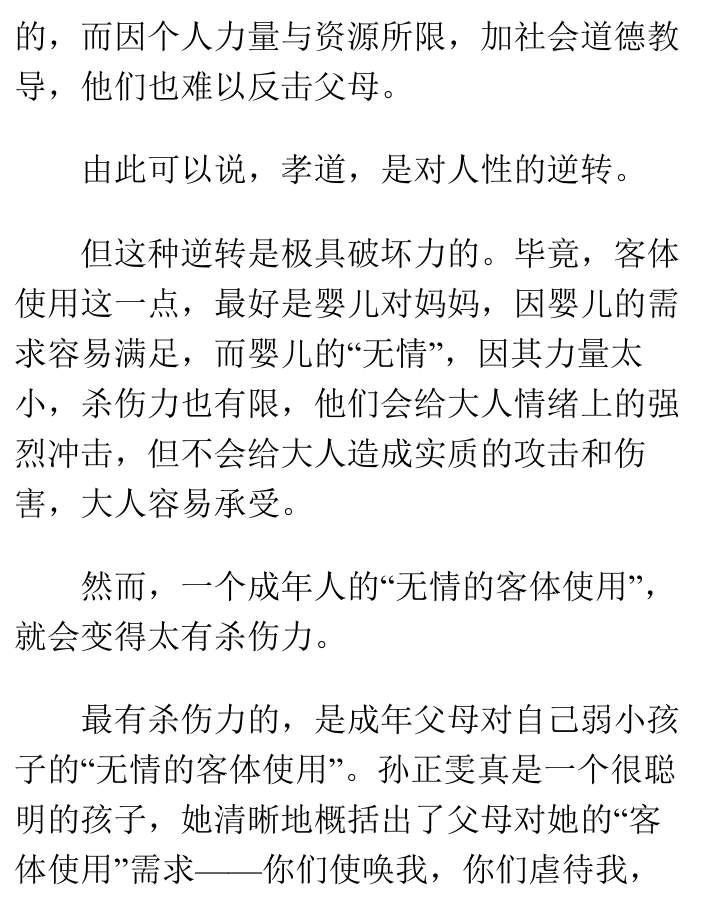 的，而因个人力量与资源所限，加社会道德教
导，他们也难以反击父母。
由此可以说，孝道，是对人性的逆转。
但这种逆转是极具破坏力的。毕竟，客体
使用这一点，最好是婴儿对妈妈，因婴儿的需
求容易满足，而婴儿的“无情”，因其力量太
小，杀伤力也有限，他们会给大人情绪上的强
烈冲击，但不会给大人造成实质的攻击和伤
害，大人容易承受。
然而，一个成年人的“无情的客体使用”，
就会变得太有杀伤力。
最有杀伤力的，是成年父母对自己弱小孩
子的“无情的客体使用”。孙正雯真是一个很聪
明的孩子，她清晰地概括出了父母对她的“客
体使用”需求——你们使唤我，你们虐待我，